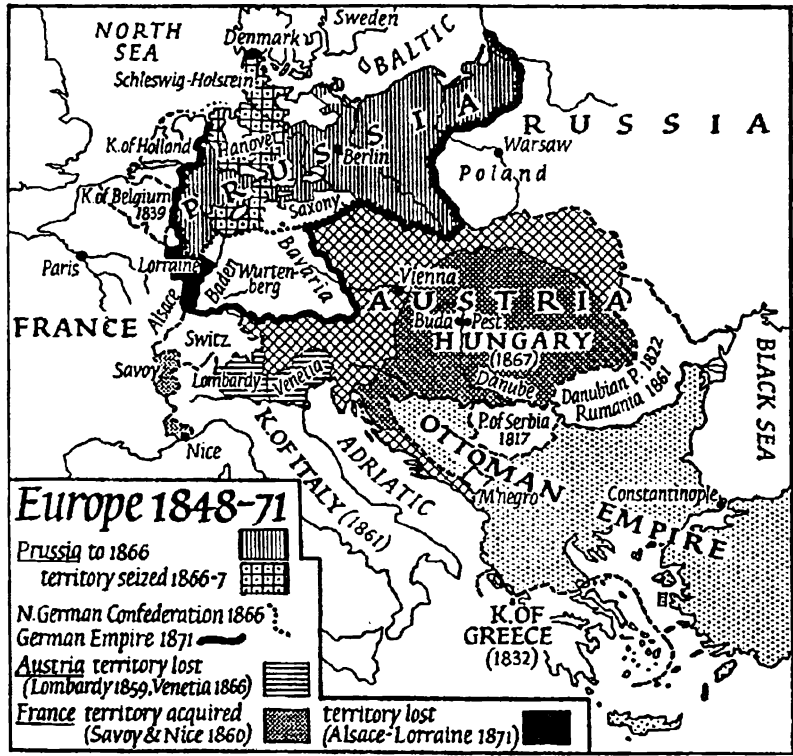 NORTH
SEA
Sweden
Denmark
BALTIC
Schleswig-Holstein
RUSSIA
K.of Holland
Hanover
PRUSSIA
Berlin
Warsaw
Poland
K.of Belgium
1839
Saxony
Paris
Lorraine
Baden
Wurten-
berg
Bavaria
Alsace
Vienna
AUSTRIA
FRANCE
Switz.
Buda Pest
HUNGARY
(1867)
Savoy
Lombardy
Venetia
Danube
Danubian P. 1822
Rumania 1861
BLACK SEA
P.of Serbia
1817
Nice
K.OF ITALY (1861)
ADRIATIC
OTTOMAN
EMPIRE
M'negro
Constantinople
K.OF
GREECE
(1832)
Europe 1848-71
Prussia to 1866
territory seized 1866-7
N.German Confederation 1866
German Empire 1871
Austria territory lost
(Lombardy 1859,Venetia 1866)
France territory acquired
(Savoy & Nice 1860)
territory lost
(Alsace-Lorraine 1871)